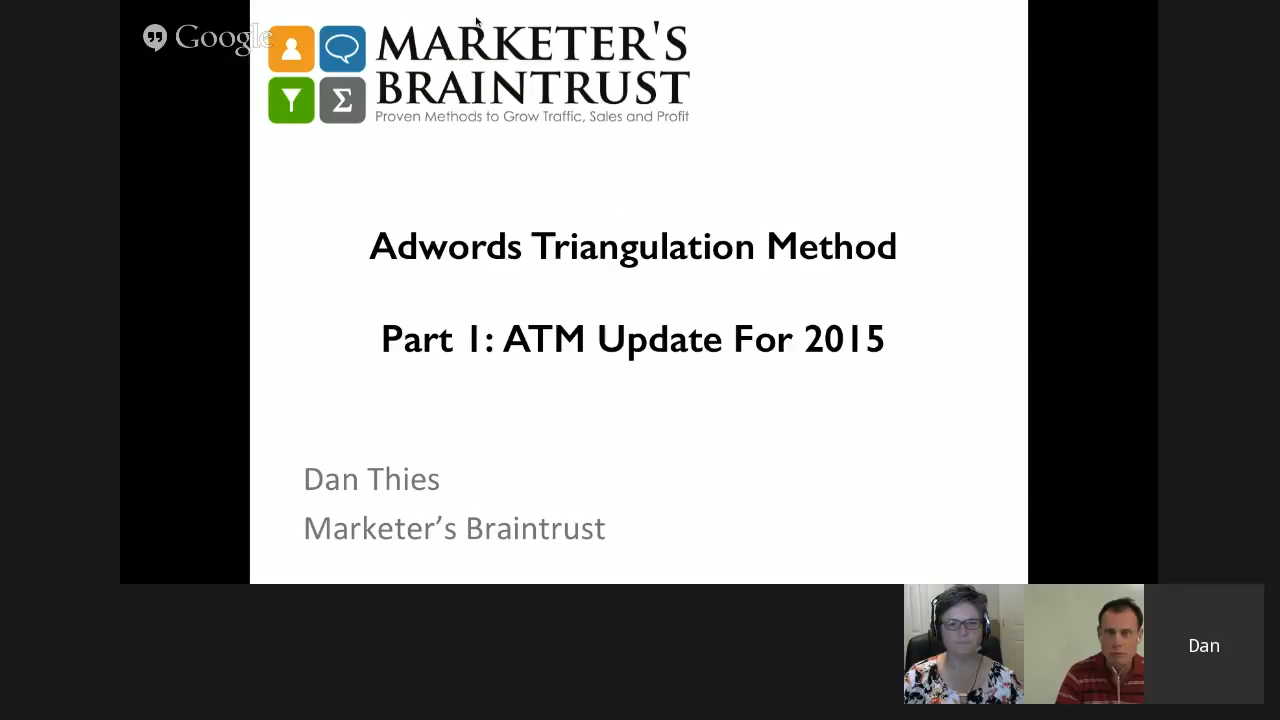 Google
MARKETER'S
BRAINTRUST
Proven Methods to Grow Traffic, Sales and Profit
Adwords Triangulation Method
Part 1: ATM Update For 2015
Dan Thies
Marketer’s Braintrust
Dan